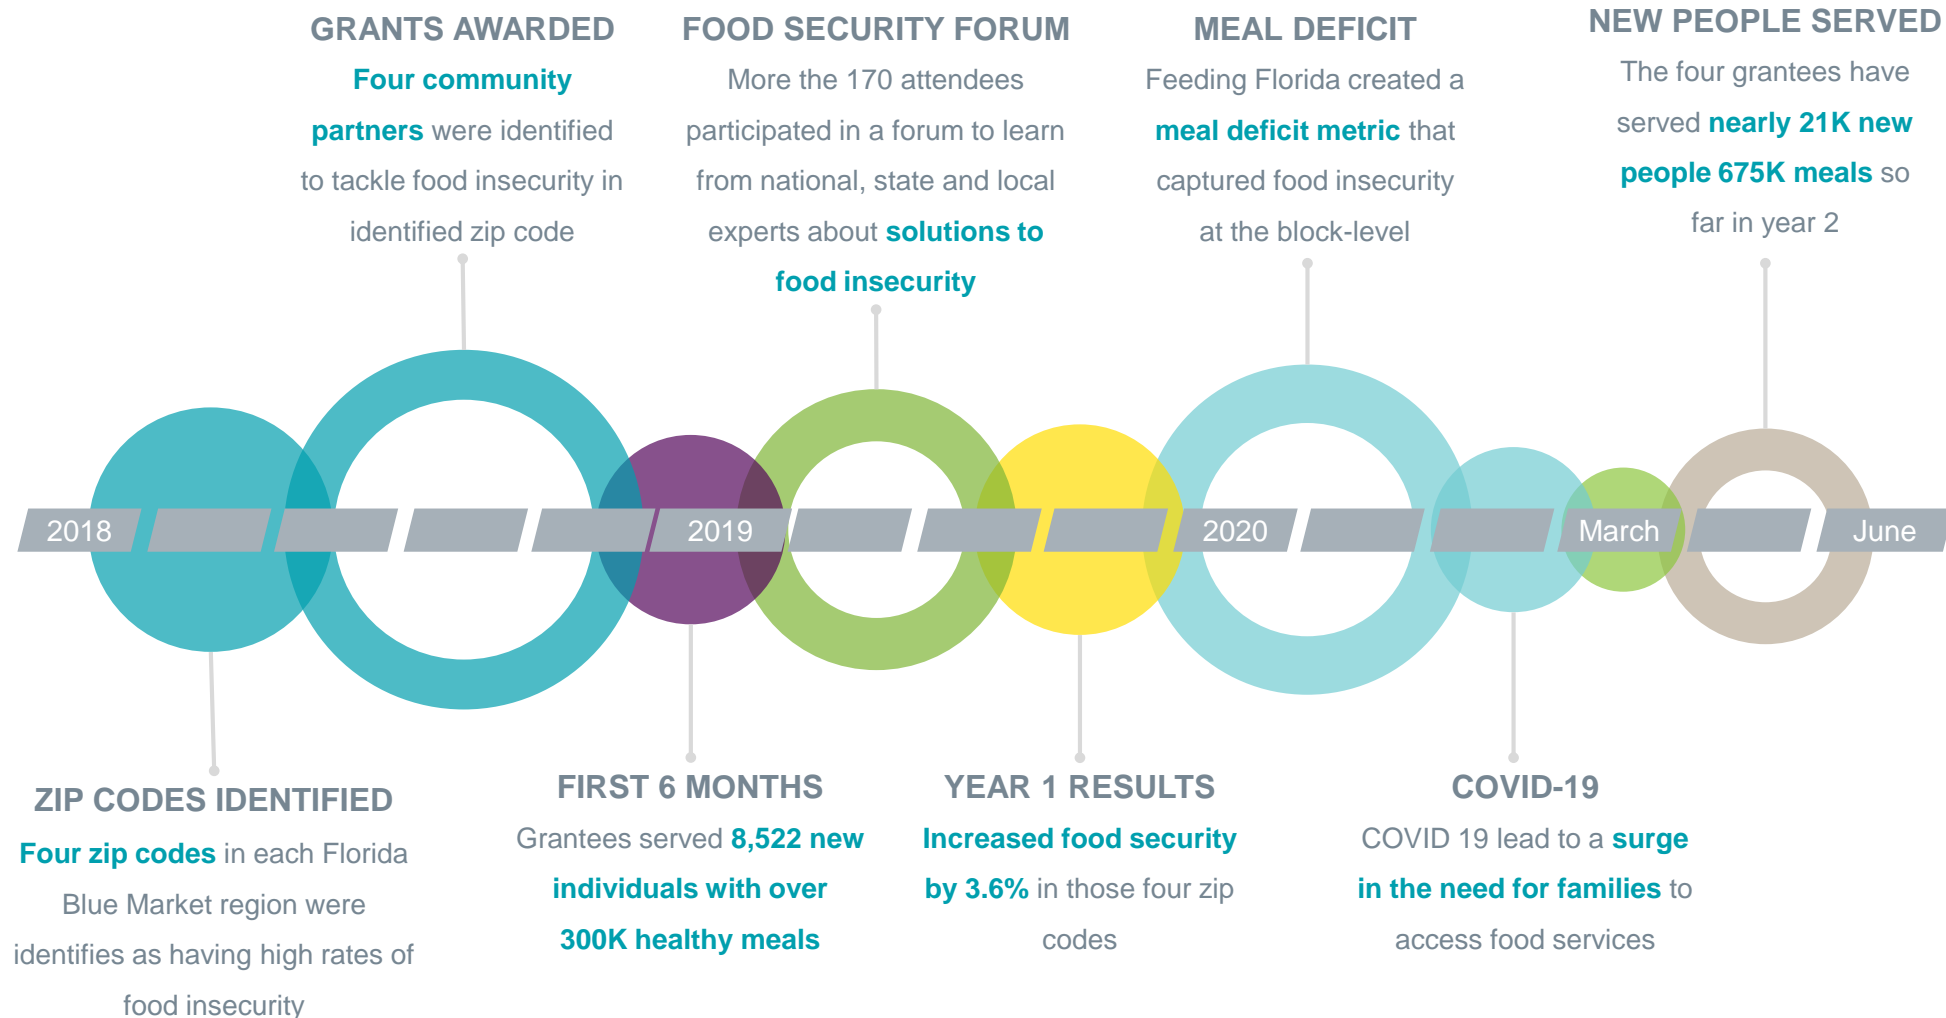 GRANTS AWARDED
Four community
partners were identified
to tackle food insecurity in
identified zip code
FOOD SECURITY FORUM
More the 170 attendees
participated in a forum to learn
from national, state and local
experts about solutions to
food insecurity
MEAL DEFICIT
Feeding Florida created a
meal deficit metric that
captured food insecurity
at the block-level
NEW PEOPLE SERVED
The four grantees have
served nearly 21K new
people 675K meals so
far in year 2
2018
2019
2020
March
June
ZIP CODES IDENTIFIED
Four zip codes in each Florida
Blue Market region were
identifies as having high rates of
food insecurity
FIRST 6 MONTHS
Grantees served 8,522 new
individuals with over
300K healthy meals
YEAR 1 RESULTS
Increased food security
by 3.6% in those four zip
codes
COVID-19
COVID 19 lead to a surge
in the need for families to
access food services